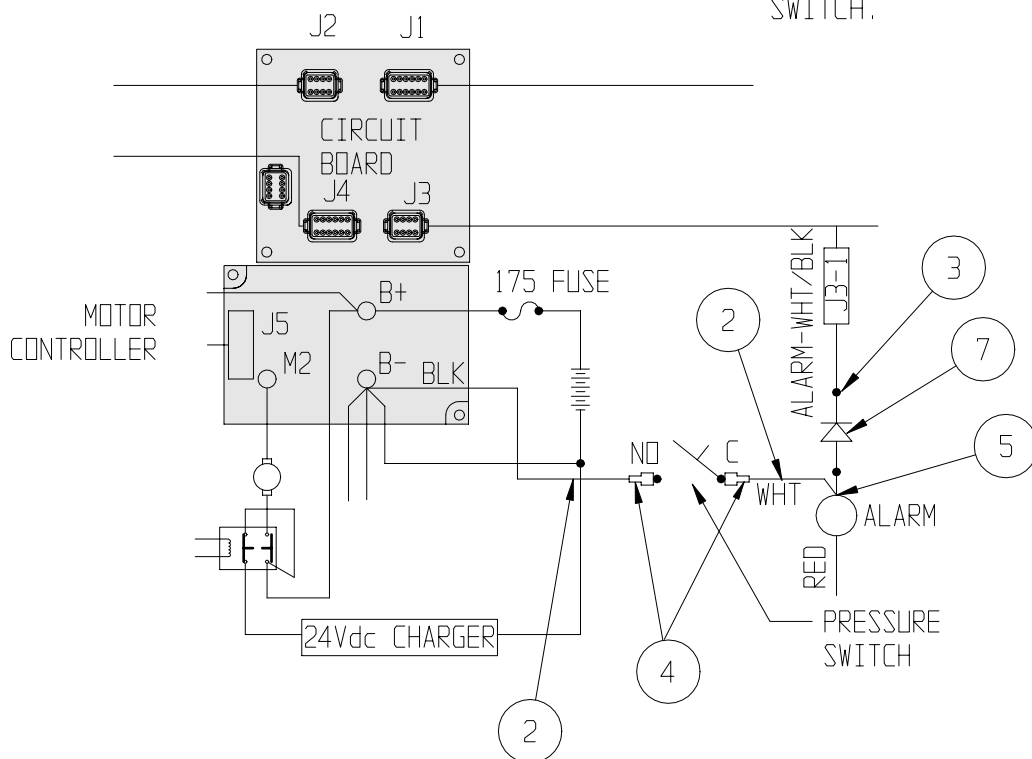 SWITCH.
J2
J1
CIRCUIT
BOARD
J4
J3
175 FUSE
B+
MOTOR
CONTROLLER
J5
M2
B-
BLK
ALARM-WHT/BLK
J3-1
3
2
7
5
NO
C
WHT
ALARM
RED
PRESSURE
SWITCH
24Vdc CHARGER
4
2